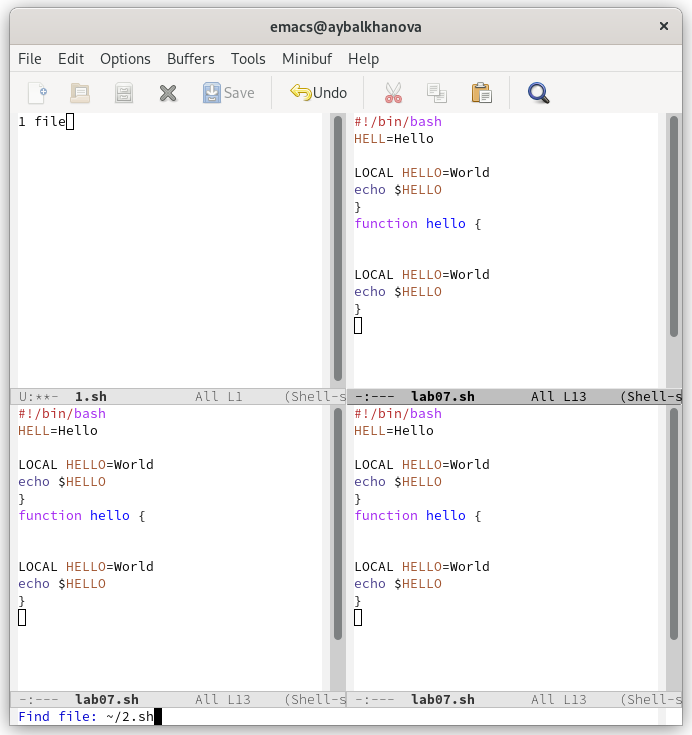 emacs@aybalkhanova
File Edit Options Buffers Tools Minibuf Help
Save Undo
1 file
U:**- 1.sh All L1 (Shell-s
#!/bin/bash
HELL=Hello
LOCAL HELLO=World
echo $HELLO
}
function hello {
LOCAL HELLO=World
echo $HELLO
}
-:--- lab07.sh All L13 (Shell-s
#!/bin/bash
HELL=Hello
LOCAL HELLO=World
echo $HELLO
}
function hello {
LOCAL HELLO=World
echo $HELLO
}
-:--- lab07.sh All L13 (Shell-s
#!/bin/bash
HELL=Hello
LOCAL HELLO=World
echo $HELLO
}
function hello {
LOCAL HELLO=World
echo $HELLO
}
-:--- lab07.sh All L13 (Shell-s
Find file: ~/2.sh